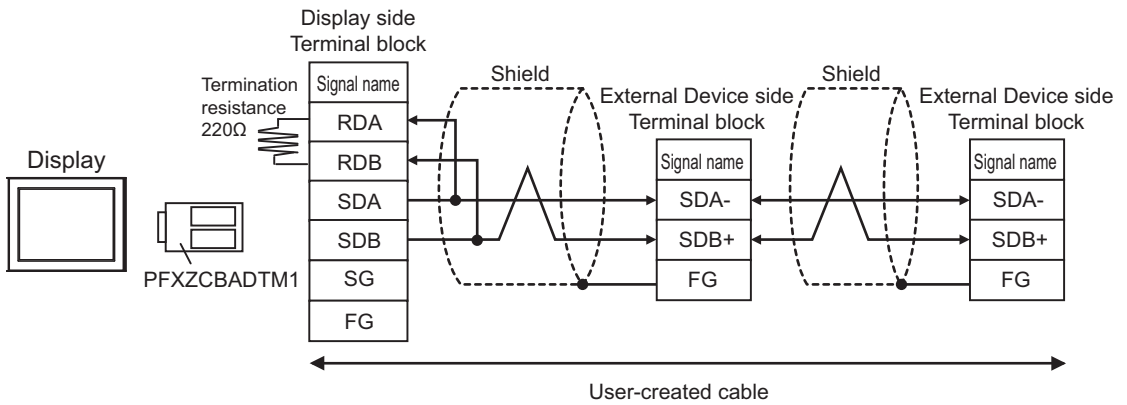 Display side
Terminal block
Termination
resistance
220Ω
Signal name
RDA
RDB
SDA
SDB
SG
FG
Shield
External Device side
Terminal block
Signal name
SDA-
SDB+
FG
Shield
External Device side
Terminal block
Signal name
SDA-
SDB+
FG
Display
PFXZCBADTM1
User-created cable